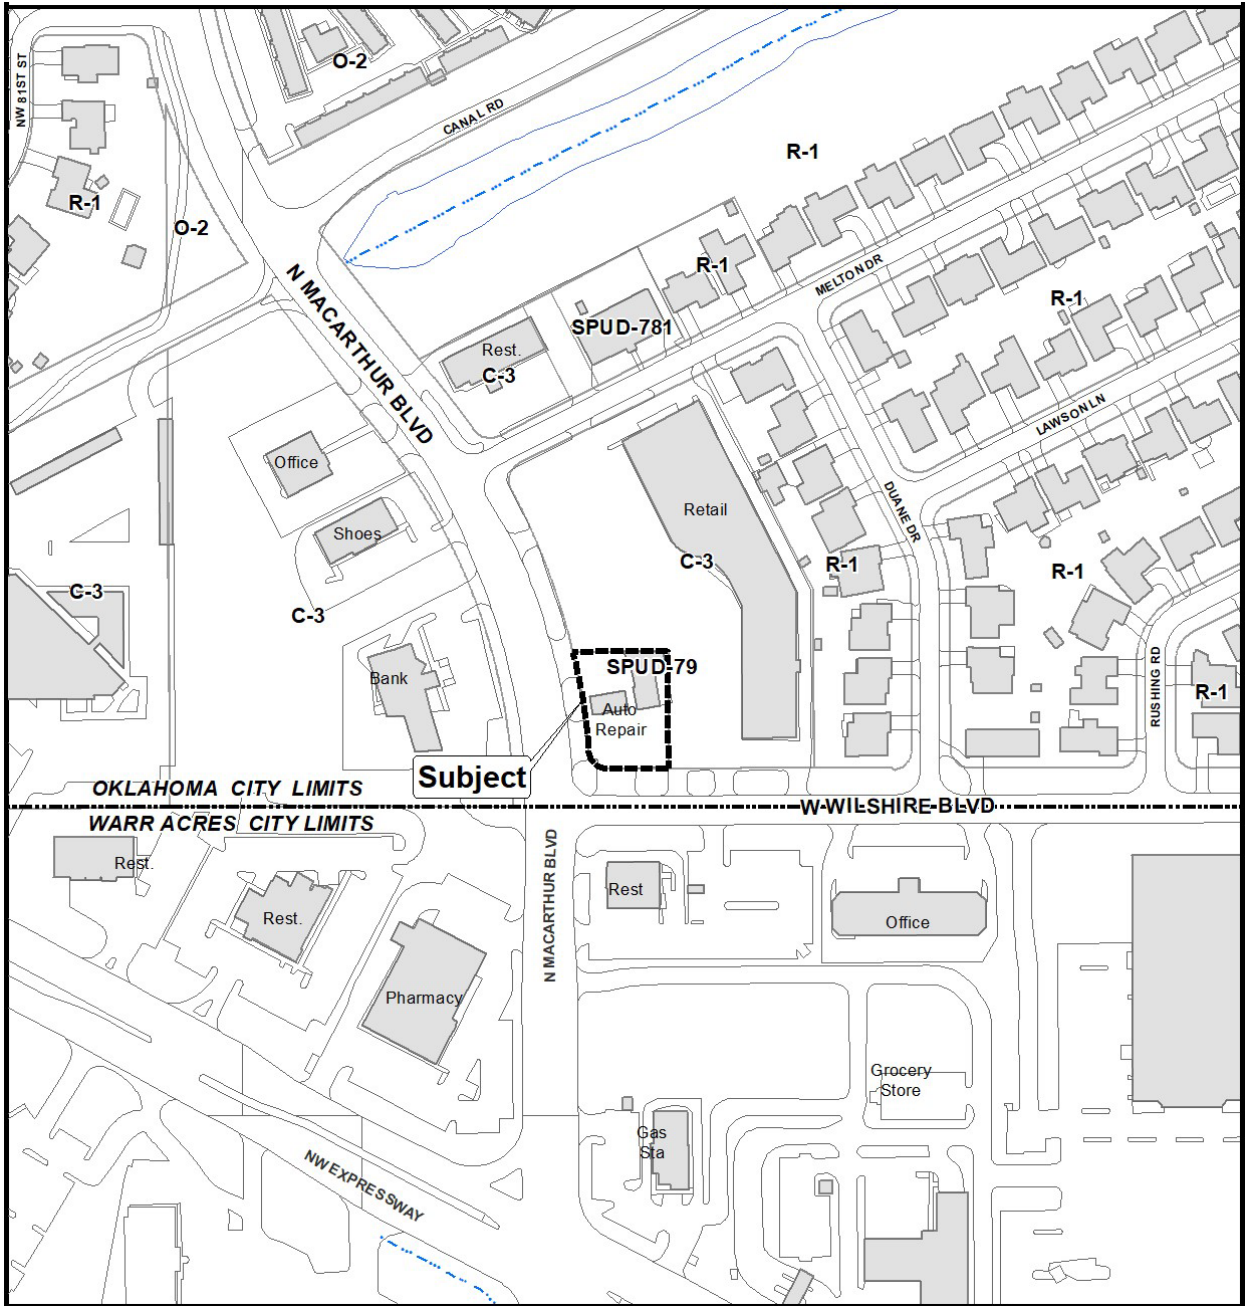 NW 81ST ST
O-2
CANAL RD
R-1
R-1
O-2
R-1
MELTON DR
R-1
N MACARTHUR BLVD
SPUD-781
Rest.
C-3
LAWSON LN
Office
DUANE DR
Retail
Shoes
C-3
R-1
R-1
C-3
C-3
Bank
SPUD-79
RUSHING RD
R-1
Auto
Repair
Subject
OKLAHOMA CITY LIMITS
W WILSHIRE BLVD
WARR ACRES CITY LIMITS
Rest.
N MACARTHUR BLVD
Rest
Rest.
Office
Pharmacy
Grocery
Store
Gas
Sta
NW EXPRESSWAY